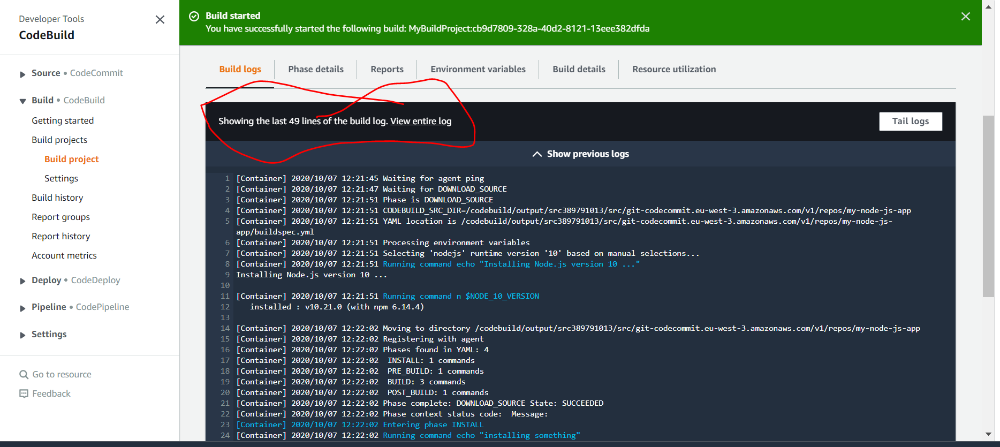 Developer Tools
CodeBuild
Source • CodeCommit
Build • CodeBuild
Getting started
Build projects
Build project
Settings
Build history
Report groups
Report history
Account metrics
Deploy • CodeDeploy
Pipeline • CodePipeline
Settings
Go to resource
Feedback
Build started
You have successfully started the following build: MyBuildProject:cb9d7809-328a-40d2-8121-13eee382dfda
Build logs
Phase details
Reports
Environment variables
Build details
Resource utilization
Showing the last 49 lines of the build log. View entire log
Tail logs
Show previous logs
1 [Container] 2020/10/07 12:21:45 Waiting for agent ping
2 [Container] 2020/10/07 12:21:47 Waiting for DOWNLOAD_SOURCE
3 [Container] 2020/10/07 12:21:51 Phase is DOWNLOAD_SOURCE
4 [Container] 2020/10/07 12:21:51 CODEBUILD_SRC_DIR=/codebuild/output/src389791013/src/git-codecommit.eu-west-3.amazonaws.com/v1/repos/my-node-js-app
5 [Container] 2020/10/07 12:21:51 YAML location is /codebuild/output/src389791013/src/git-codecommit.eu-west-3.amazonaws.com/v1/repos/my-node-js-
app/buildspec.yml
6 [Container] 2020/10/07 12:21:51 Processing environment variables
7 [Container] 2020/10/07 12:21:51 Selecting 'nodejs' runtime version '10' based on manual selections...
8 [Container] 2020/10/07 12:21:51 Running command echo "Installing Node.js version 10 ..."
9 Installing Node.js version 10 ...
10
11 [Container] 2020/10/07 12:21:51 Running command n $NODE_10_VERSION
12 installed : v10.21.0 (with npm 6.14.4)
13
14 [Container] 2020/10/07 12:22:02 Moving to directory /codebuild/output/src389791013/src/git-codecommit.eu-west-3.amazonaws.com/v1/repos/my-node-js-app
15 [Container] 2020/10/07 12:22:02 Registering with agent
16 [Container] 2020/10/07 12:22:02 Phases found in YAML: 4
17 [Container] 2020/10/07 12:22:02 INSTALL: 1 commands
18 [Container] 2020/10/07 12:22:02 PRE_BUILD: 1 commands
19 [Container] 2020/10/07 12:22:02 BUILD: 3 commands
20 [Container] 2020/10/07 12:22:02 POST_BUILD: 1 commands
21 [Container] 2020/10/07 12:22:02 Phase complete: DOWNLOAD_SOURCE State: SUCCEEDED
22 [Container] 2020/10/07 12:22:02 Phase context status code: Message:
23 [Container] 2020/10/07 12:22:02 Entering phase INSTALL
24 [Container] 2020/10/07 12:22:02 Running command echo "installing something"